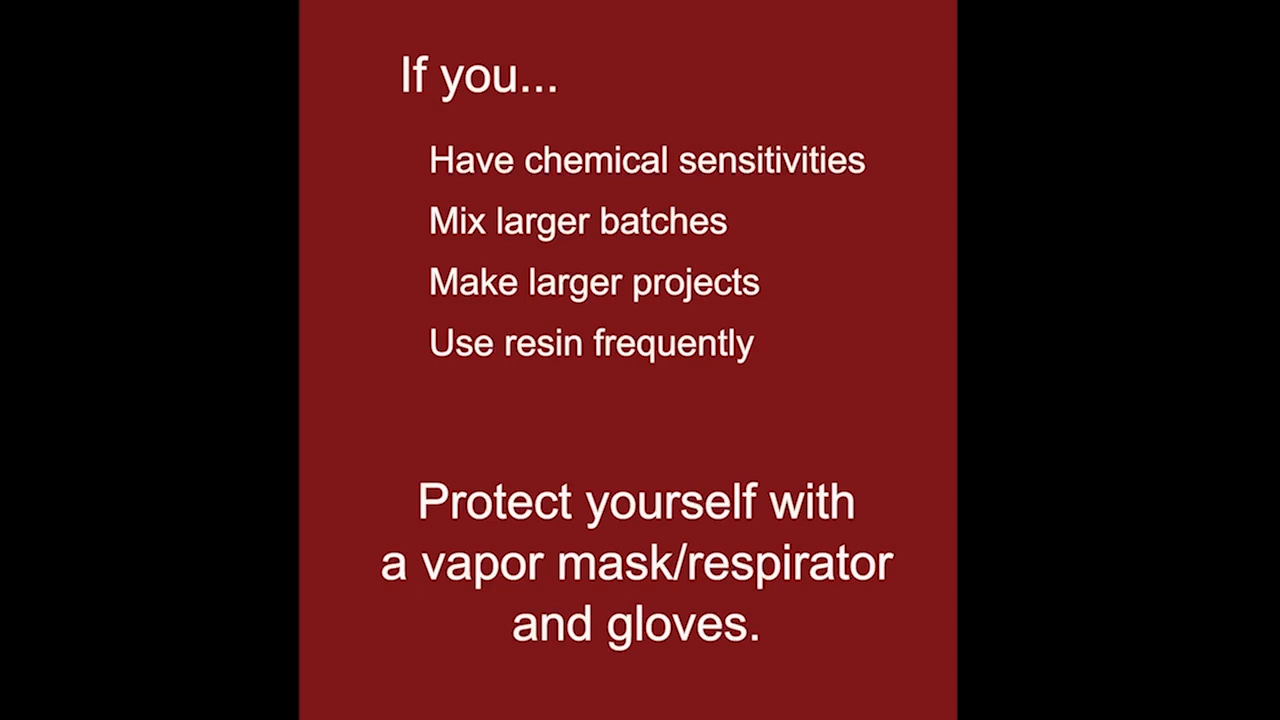 If you...
Have chemical sensitivities
Mix larger batches
Make larger projects
Use resin frequently
Protect yourself with
a vapor mask/respirator
and gloves.